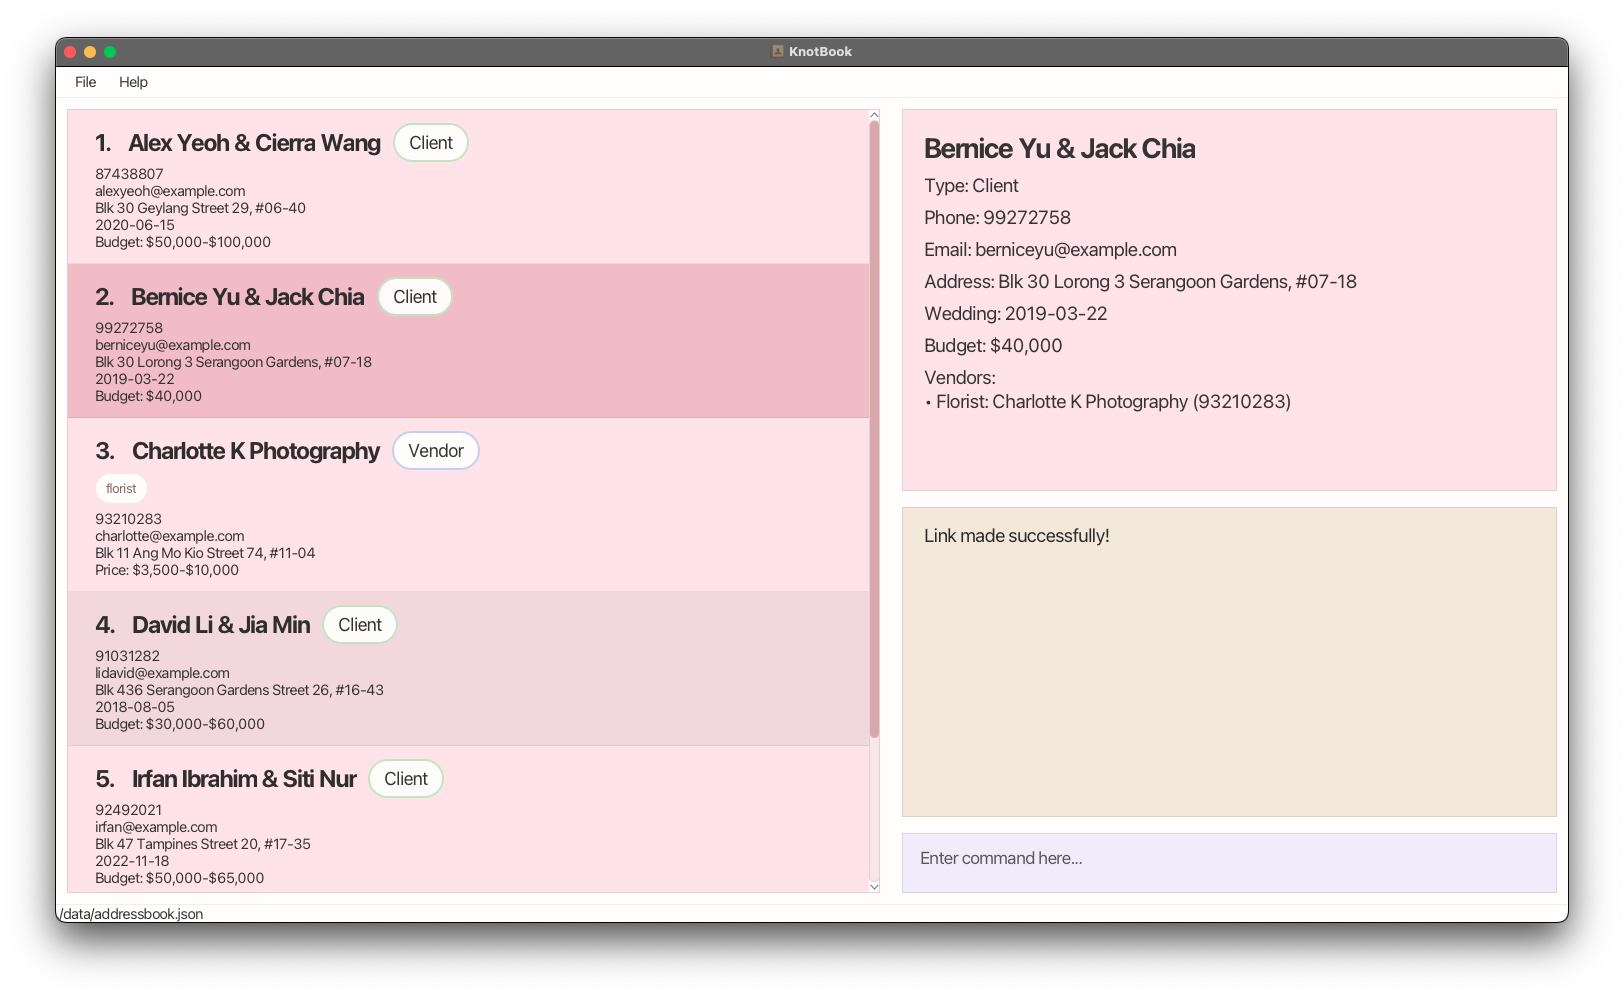 KnotBook
File Help
1. Alex Yeoh & Cierra Wang Client
87438807
alexyeoh@example.com
Blk 30 Geylang Street 29, #06-40
2020-06-15
Budget: $50,000-$100,000
2. Bernice Yu & Jack Chia Client
99272758
berniceyu@example.com
Blk 30 Lorong 3 Serangoon Gardens, #07-18
2019-03-22
Budget: $40,000
3. Charlotte K Photography Vendor
florist
93210283
charlotte@example.com
Blk 11 Ang Mo Kio Street 74, #11-04
Price: $3,500-$10,000
4. David Li & Jia Min Client
91031282
lidavid@example.com
Blk 436 Serangoon Gardens Street 26, #16-43
2018-08-05
Budget: $30,000-$60,000
5. Irfan Ibrahim & Siti Nur Client
92492021
irfan@example.com
Blk 47 Tampines Street 20, #17-35
2022-11-18
Budget: $50,000-$65,000
Bernice Yu & Jack Chia
Type: Client
Phone: 99272758
Email: berniceyu@example.com
Address: Blk 30 Lorong 3 Serangoon Gardens, #07-18
Wedding: 2019-03-22
Budget: $40,000
Vendors:
• Florist: Charlotte K Photography (93210283)
Link made successfully!
Enter command here...
/data/addressbook.json